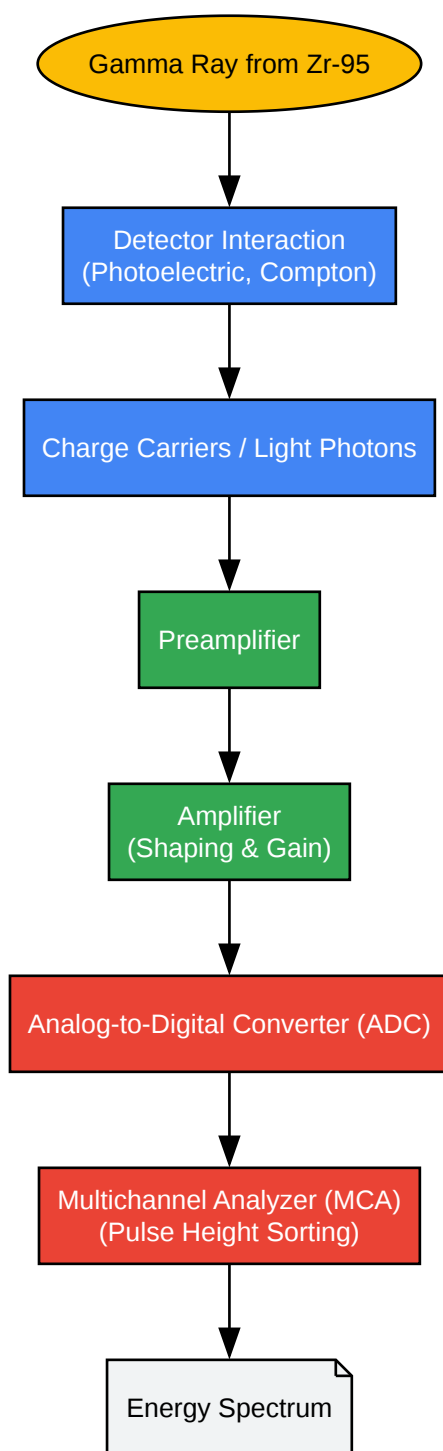 Gamma Ray from Zr-95
Detector Interaction
(Photoelectric, Compton)
Charge Carriers / Light Photons
Preamplifier
Amplifier
(Shaping & Gain)
Analog-to-Digital Converter (ADC)
Multichannel Analyzer (MCA)
(Pulse Height Sorting)
Energy Spectrum